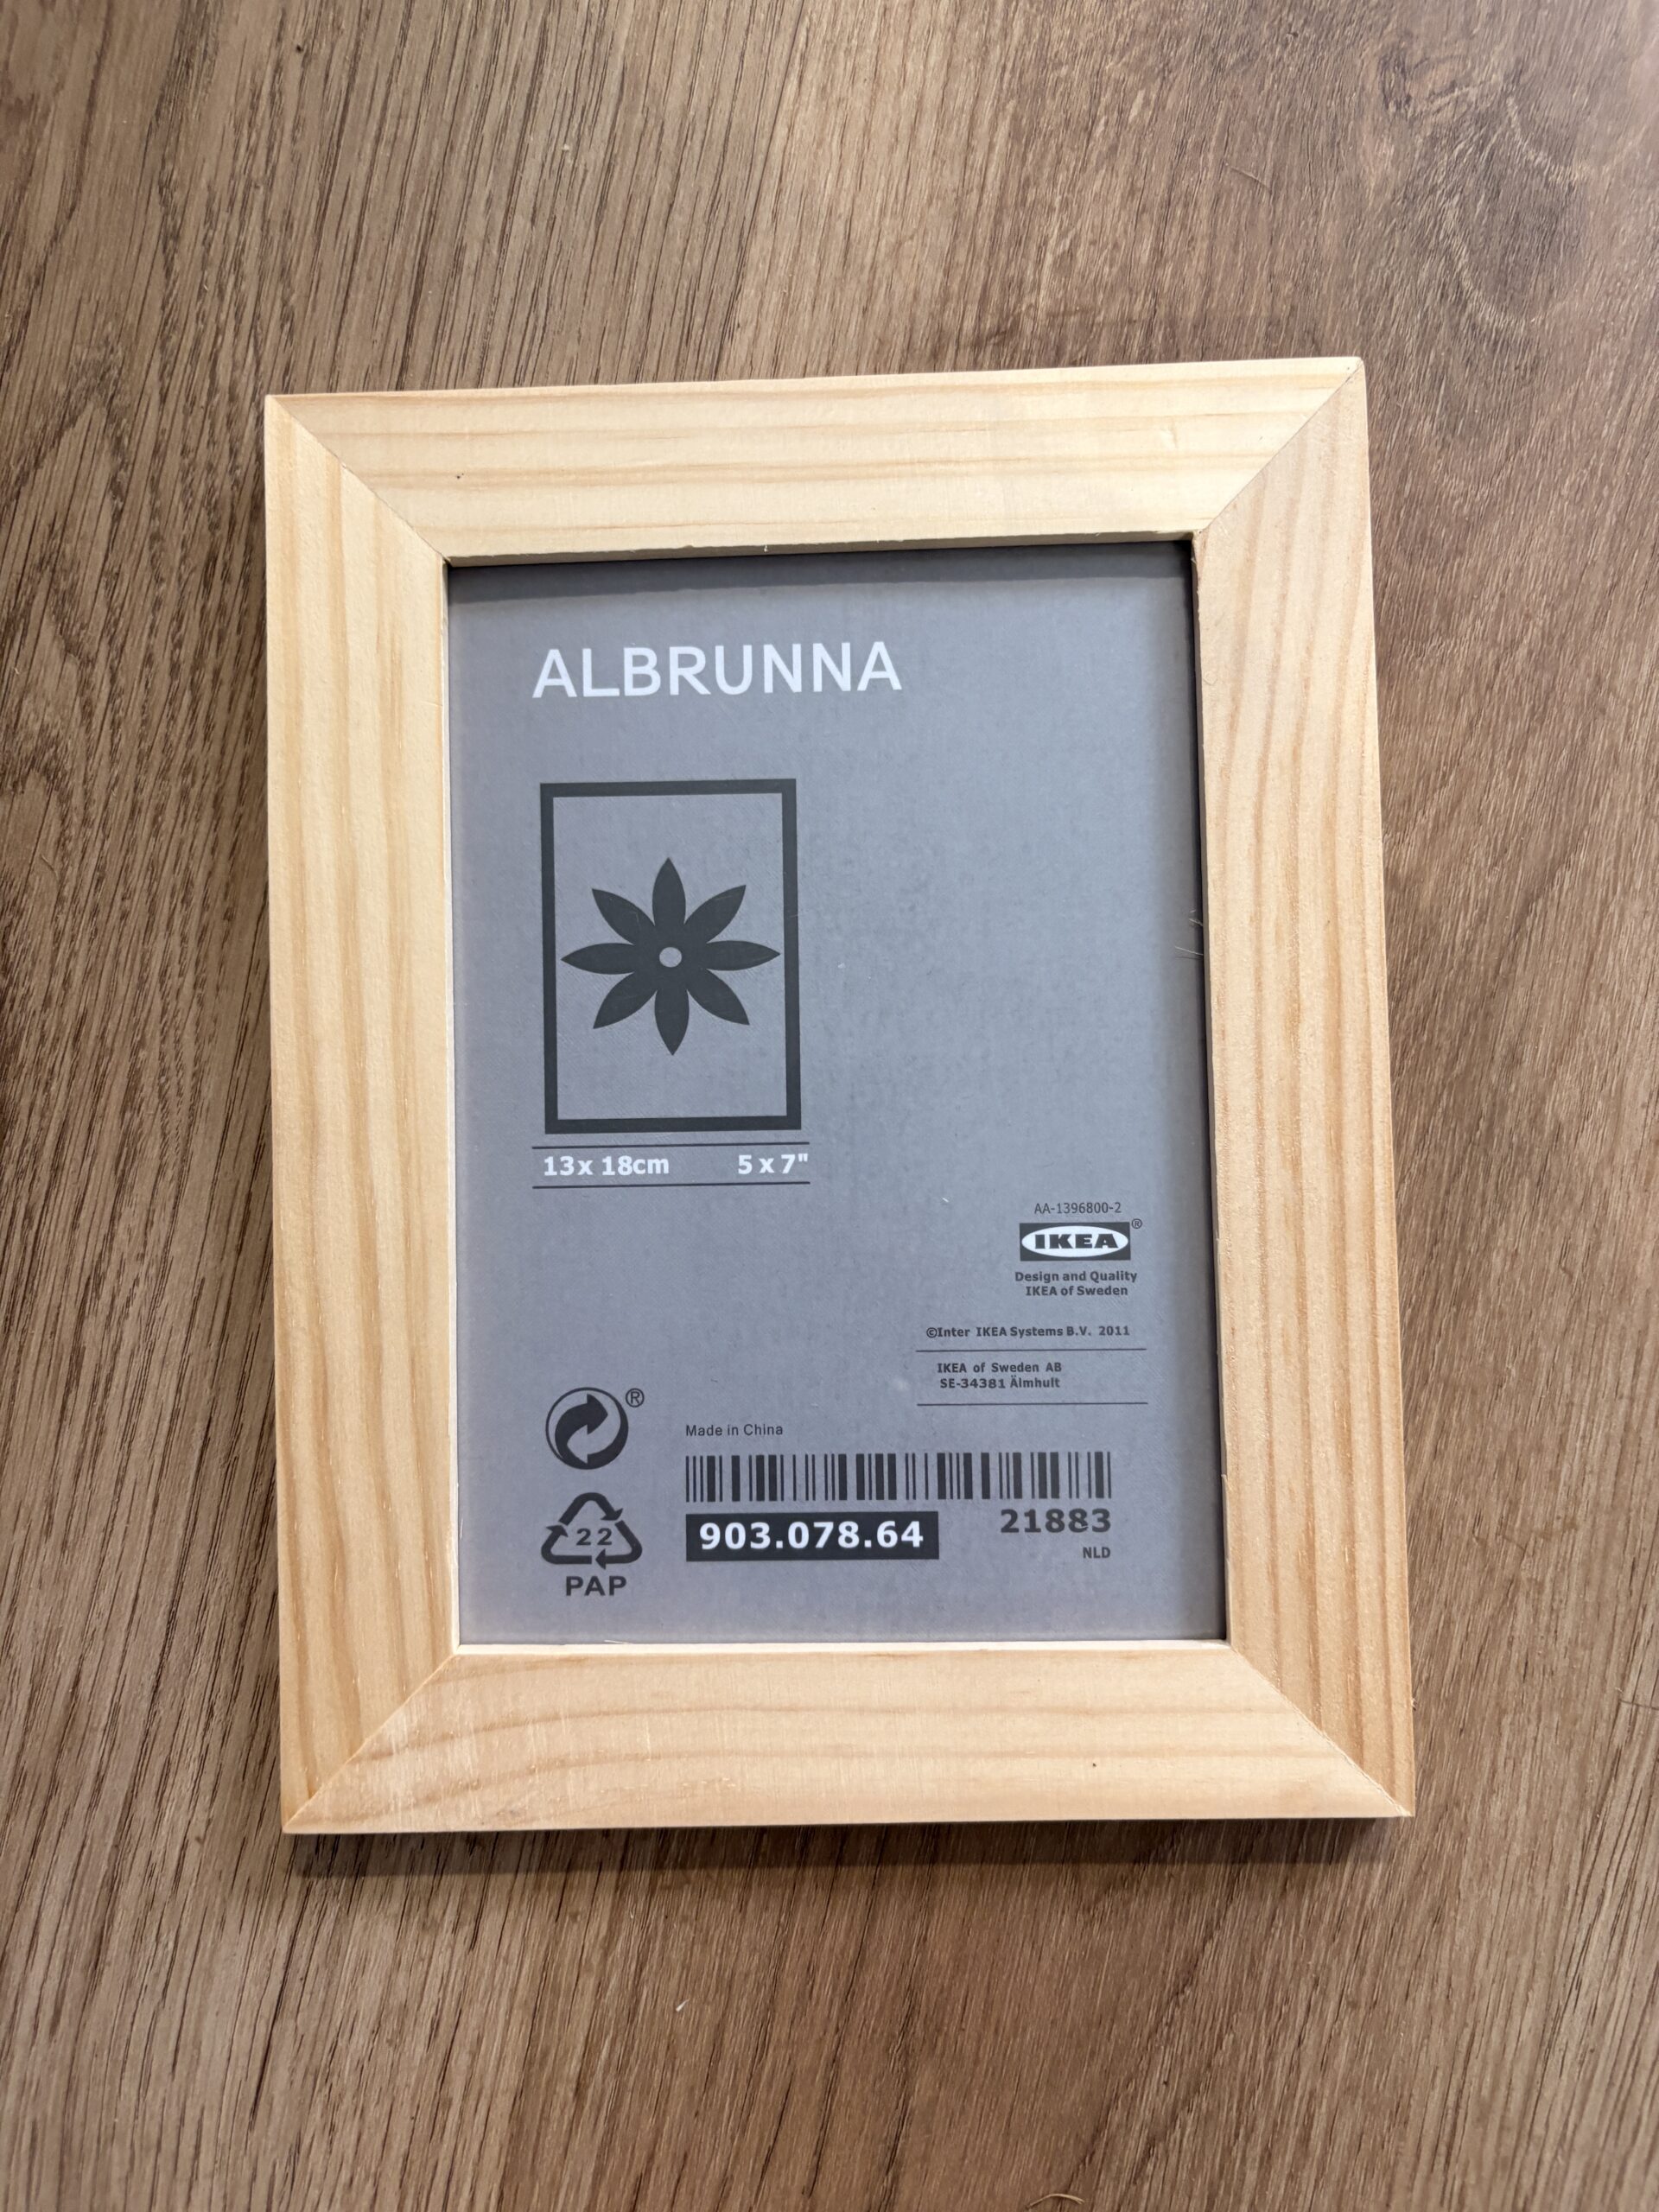 ALBRUNNA
13x 18cm 5 x 7"
AA-1396800-2
IKEA®
Design and Quality
IKEA of Sweden
©Inter IKEA Systems B.V. 2011
IKEA of Sweden AB
SE-34381 Älmhult
®
Made in China
22
PAP
903.078.64
21883
NLD